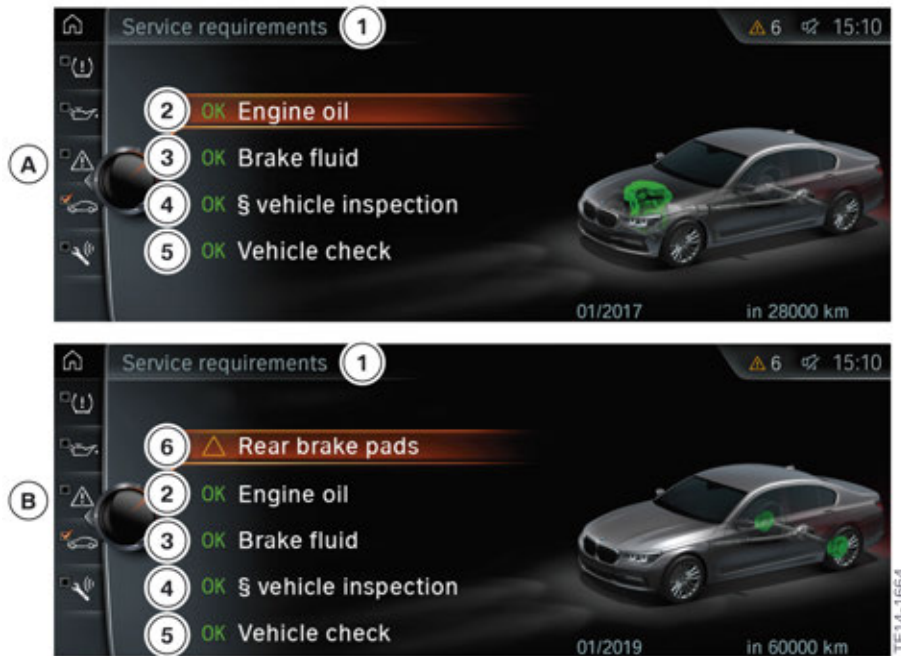 Service requirements 1 6 15:10
2 OK Engine oil
A 3 OK Brake fluid
4 OK § vehicle inspection
5 OK Vehicle check
01/2017 in 28000 km
Service requirements 1 6 15:10
6 Rear brake pads
B 2 OK Engine oil
3 OK Brake fluid
4 OK § vehicle inspection
5 OK Vehicle check
01/2019 in 60000 km
TE14-1664